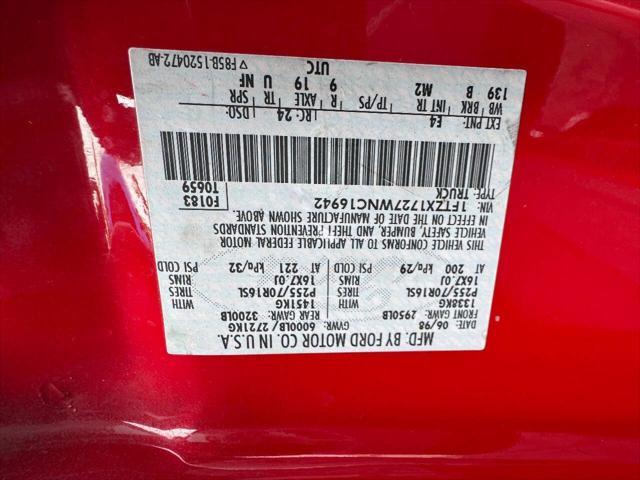 MFD. BY FORD MOTOR CO. IN U.S.A.
DATE: 06/98 GVWR: 6000LB/ 2721KG
FRONT GAWR: 2950LB REAR GAWR: 3200LB
1338KG WITH 1451KG WITH
P255/70R16SL TIRES P255/70R16SL TIRES
16X7.0J RIMS 16X7.0J RIMS
AT 200 kPa/29 PSI COLD AT 221 kPa/32 PSI COLD
THIS VEHICLE CONFORMS TO ALL APPLICABLE FEDERAL MOTOR
VEHICLE SAFETY, BUMPER, AND THEFT PREVENTION STANDARDS
IN EFFECT ON THE DATE OF MANUFACTURE SHOWN ABOVE.
VIN: 1FTZX1727WNC16942
TYPE: TRUCK
F0183
T0659
EXT PNT: E4 RC: 24 DSO:
WB BRK INT TR TP/PS R AXLE TR SPR
139 B M2 9 19 U NF
UTC
F85B-1520472-AB